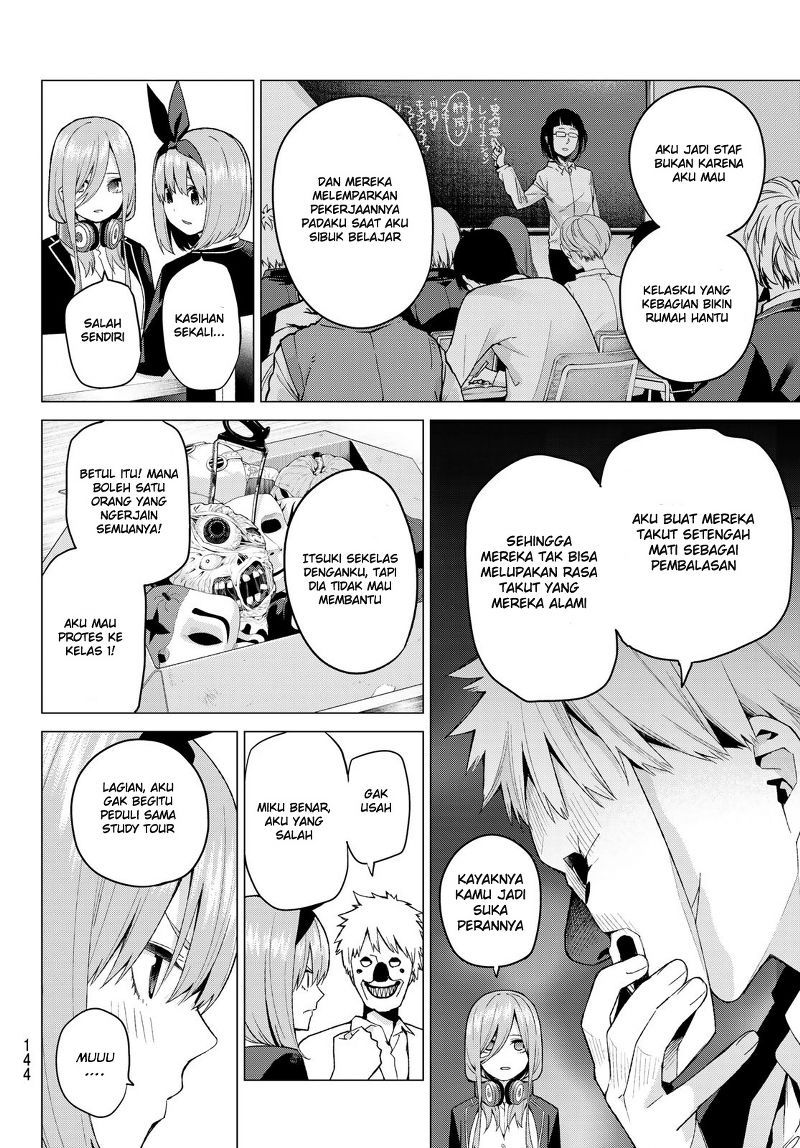 AKU JADI STAF
BUKAN KARENA
AKU MAU
KELASKU YANG
KEBAGIAN BIKIN
RUMAH HANTU
DAN MEREKA
MELEMPARKAN
PEKERJAANNYA
PADAKU SAAT AKU
SIBUK BELAJAR
肝試し
KASIHAN
SEKALI...
SALAH
SENDIRI
AKU BUAT MEREKA
TAKUT SETENGAH
MATI SEBAGAI
PEMBALASAN
SEHINGGA
MEREKA TAK BISA
MELUPAKAN RASA
TAKUT YANG
MEREKA ALAMI
KAYAKNYA
KAMU JADI
SUKA
PERANNYA
ITSUKI SEKELAS
DENGANKU, TAPI
DIA TIDAK MAU
MEMBANTU
BETUL ITU! MANA
BOLEH SATU
ORANG YANG
NGERJAIN
SEMUANYA!
AKU MAU
PROTES KE
KELAS 1!
GAK
USAH
MIKU BENAR,
AKU YANG
SALAH
LAGIAN, AKU
GAK BEGITU
PEDULI SAMA
STUDY TOUR
MUUU
....
144